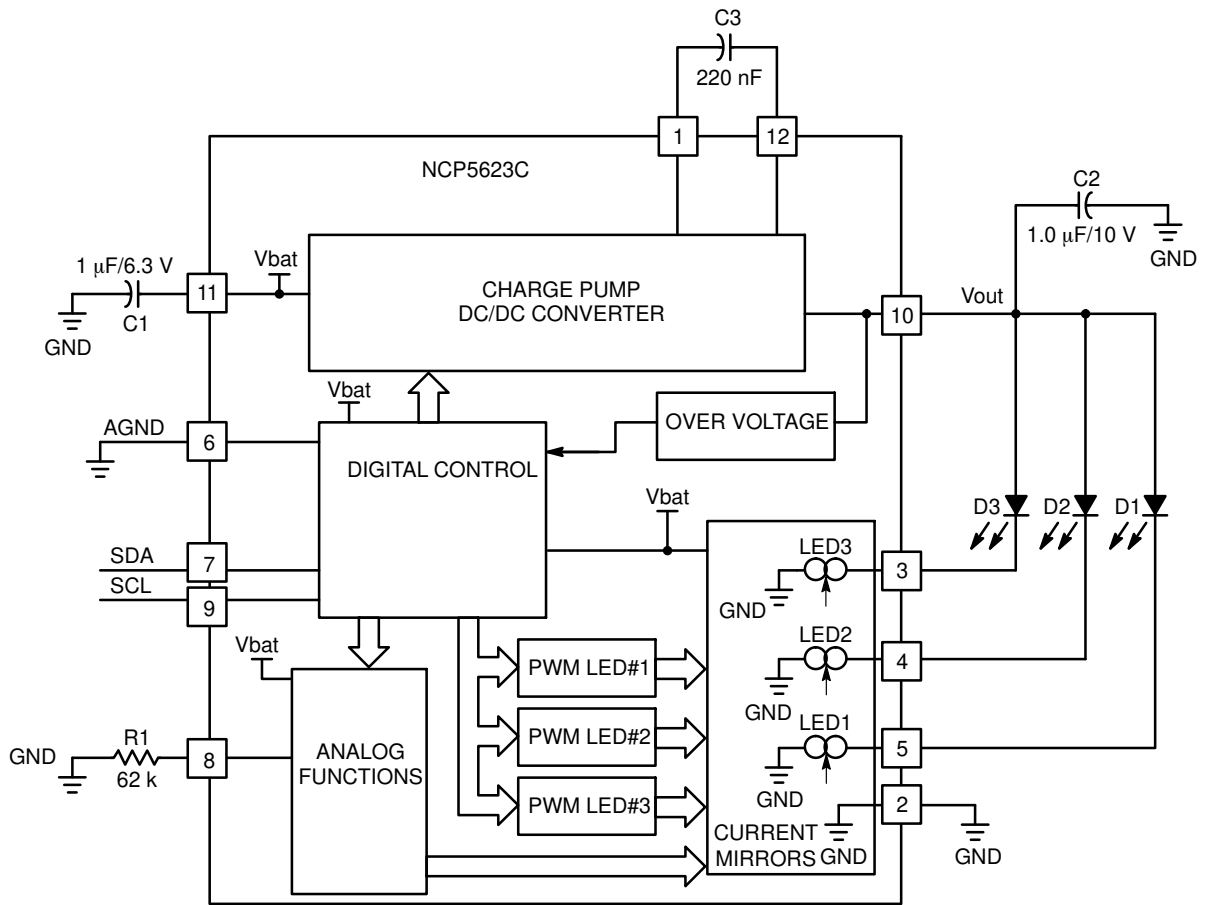 C3
220 nF
1
12
NCP5623C
C2
1.0 μF/10 V
GND
1 μF/6.3 V
Vbat
11
C1
GND
CHARGE PUMP
DC/DC CONVERTER
Vout
10
Vbat
AGND
6
OVER VOLTAGE
DIGITAL CONTROL
Vbat
D3
D2
D1
SDA
7
SCL
9
LED3
3
GND
Vbat
LED2
4
GND
PWM LED#1
LED1
5
GND
PWM LED#2
GND
R1
62 k
8
ANALOG
FUNCTIONS
PWM LED#3
2
CURRENT
MIRRORS
GND
GND